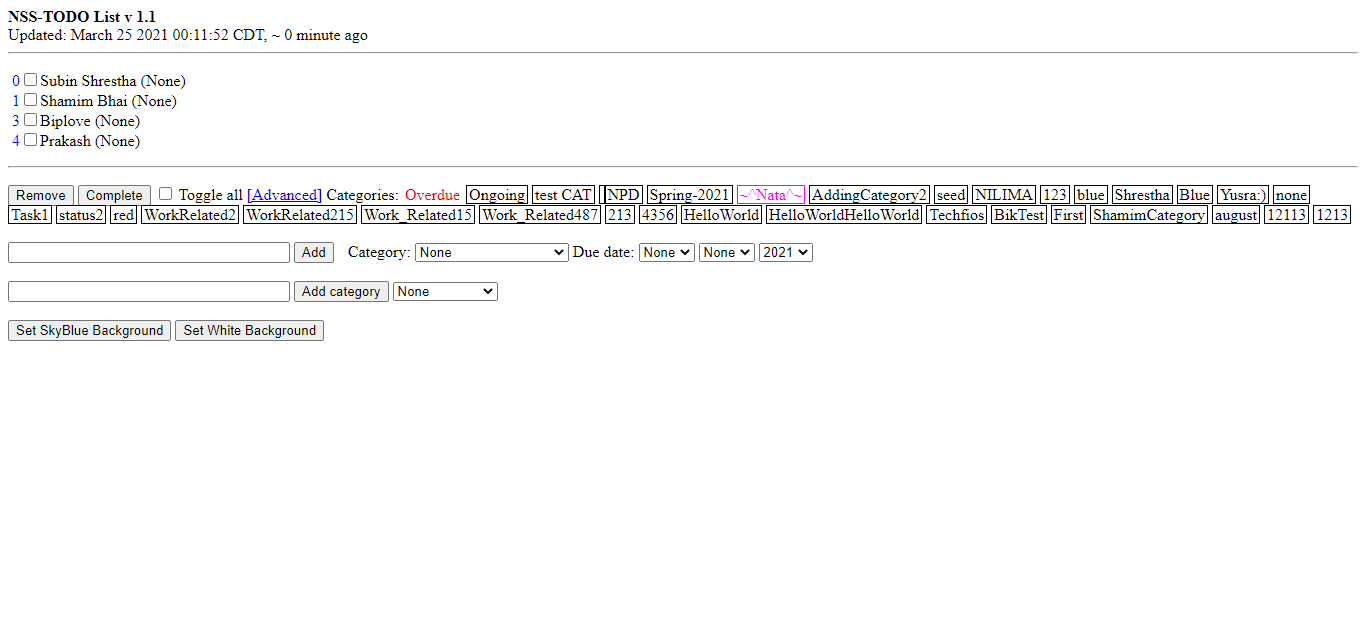 NSS-TODO List v 1.1
Updated: March 25 2021 00:11:52 CDT, ~ 0 minute ago
0 Subin Shrestha (None)
1 Shamim Bhai (None)
3 Biplove (None)
4 Prakash (None)
Remove Complete Toggle all [Advanced] Categories: Overdue Ongoing test CAT NPD Spring-2021 ~^Nata^~ AddingCategory2 seed NILIMA 123 blue Shrestha Blue Yusra:) none
Task1 status2 red WorkRelated2 WorkRelated215 Work_Related15 Work_Related487 213 4356 HelloWorld HelloWorldHelloWorld Techfios BikTest First ShamimCategory august 12113 1213
Add Category: None Due date: None None 2021
Add category None
Set SkyBlue Background Set White Background